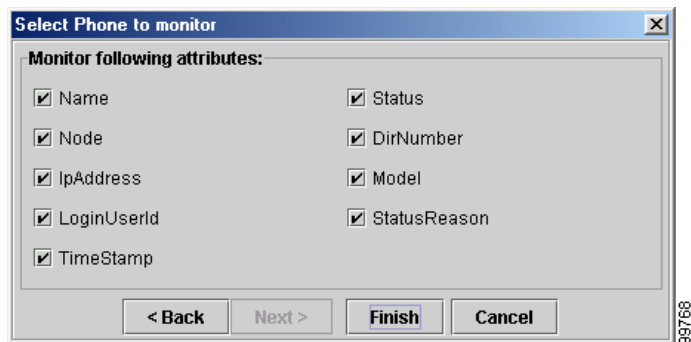 Select Phone to monitor
Monitor following attributes:
Name
Status
Node
DirNumber
IpAddress
Model
LoginUserId
StatusReason
TimeStamp
< Back
Next >
Finish
Cancel
99768